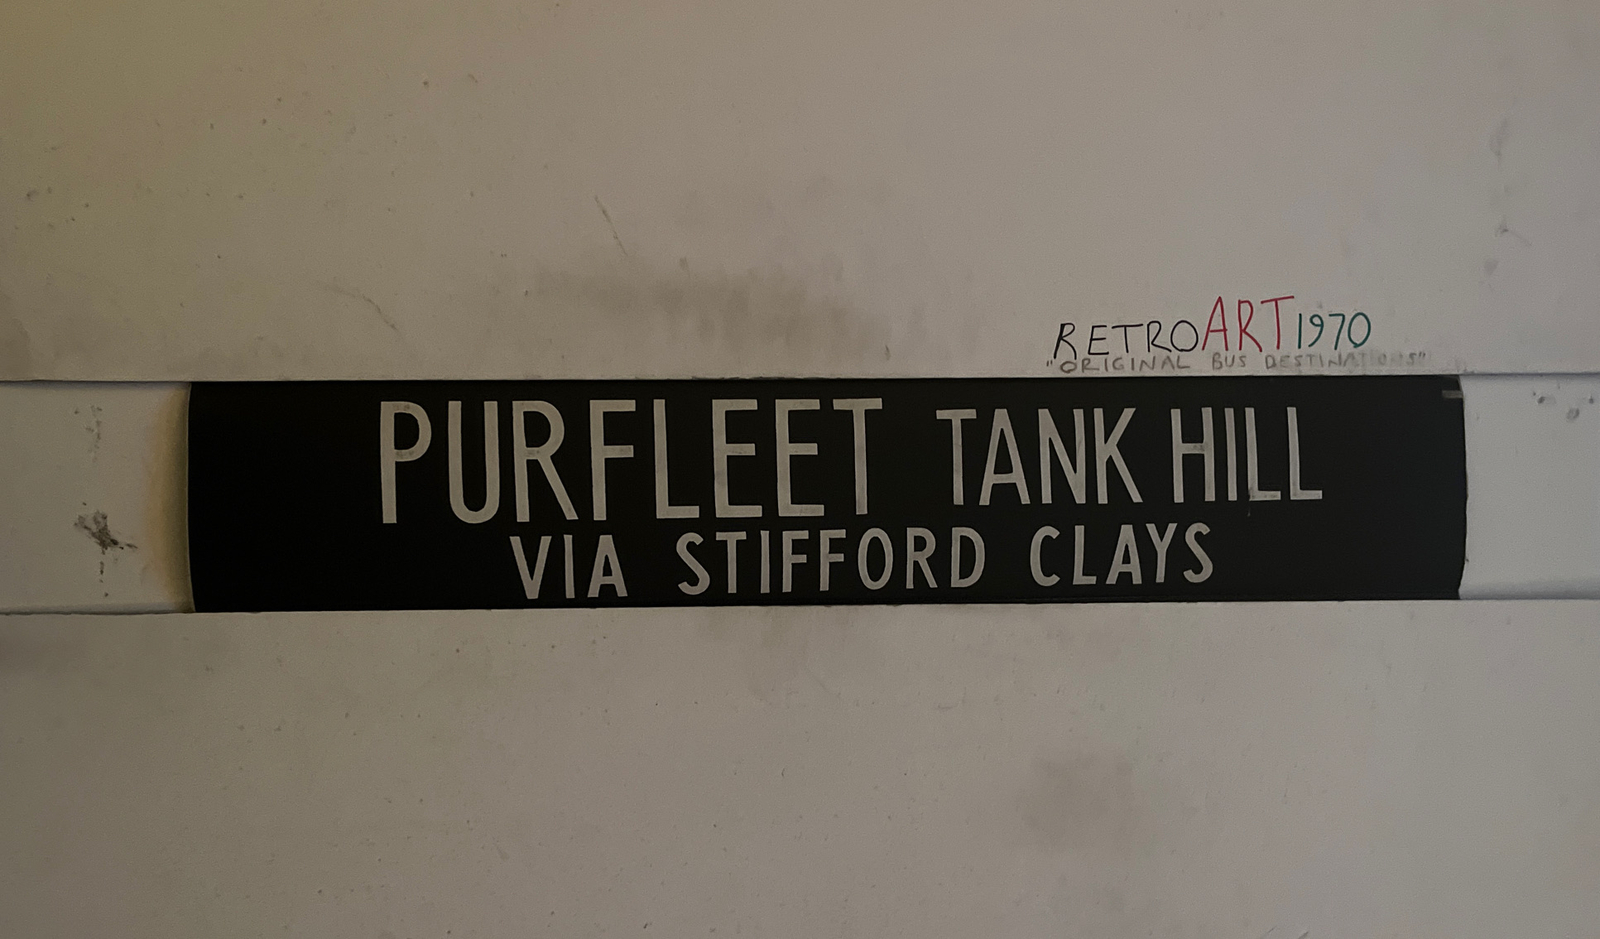 RETROART1970
"ORIGINAL BUS DESTINATIONS"
PURFLEET TANK HILL
VIA STIFFORD CLAYS